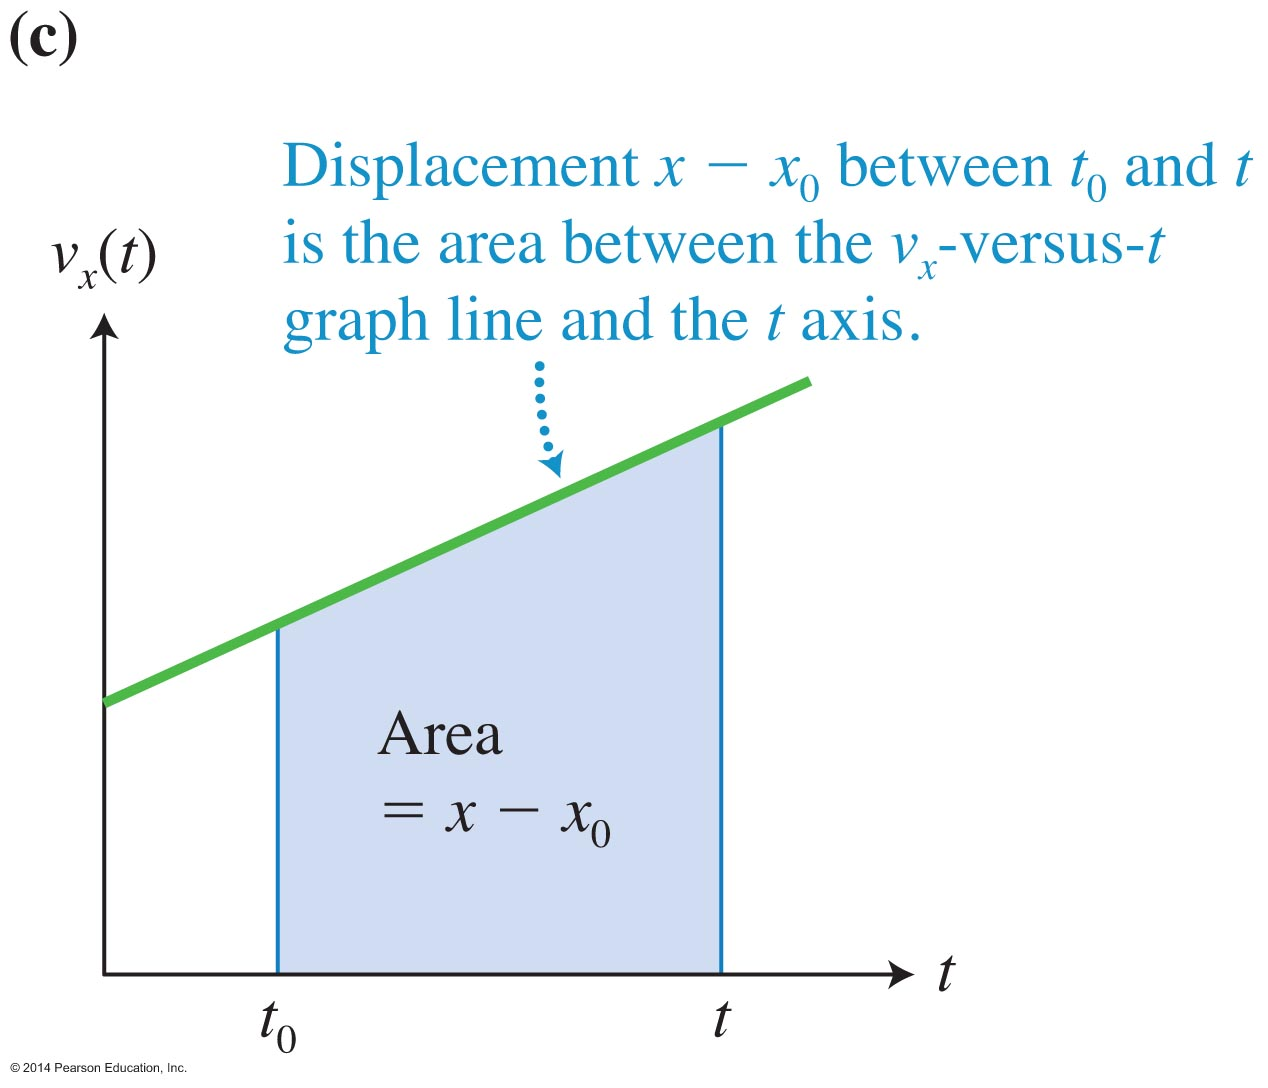 (c)
Displacement x − x₀ between t₀ and t
is the area between the vₓ-versus-t
graph line and the t axis.
vₓ(t)
Area
= x − x₀
t
t₀
t
© 2014 Pearson Education, Inc.